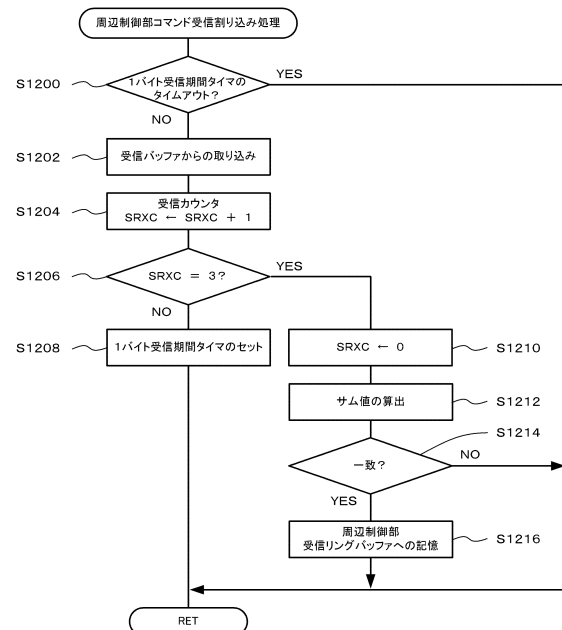 周辺制御部コマンド受信割り込み処理
S1200
1バイト受信期間タイマの
タイムアウト?
YES
NO
S1202
受信バッファからの取り込み
S1204
受信カウンタ
SRXC ← SRXC + 1
S1206
SRXC = 3?
YES
NO
S1208
1バイト受信期間タイマのセット
SRXC ← 0
S1210
サム値の算出
S1212
S1214
一致?
NO
YES
周辺制御部
受信リングバッファへの記憶
S1216
RET